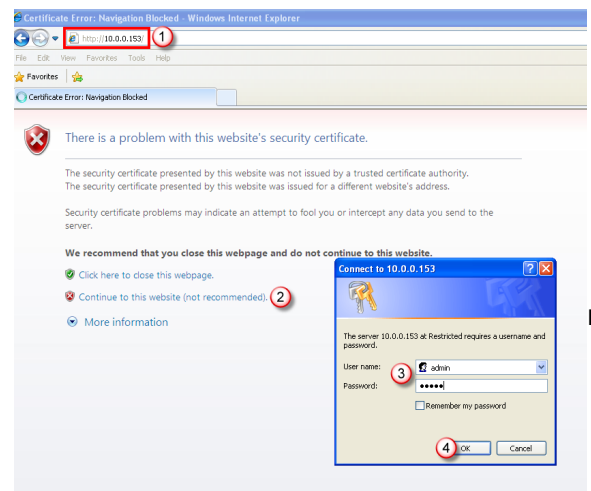 Certificate Error: Navigation Blocked - Windows Internet Explorer
http://10.0.0.153/
1
File Edit View Favorites Tools Help
Favorites
Certificate Error: Navigation Blocked
There is a problem with this website's security certificate.
The security certificate presented by this website was not issued by a trusted certificate authority.
The security certificate presented by this website was issued for a different website's address.
Security certificate problems may indicate an attempt to fool you or intercept any data you send to the
server.
We recommend that you close this webpage and do not continue to this website.
Click here to close this webpage.
Continue to this website (not recommended).
2
More information
Connect to 10.0.0.153
The server 10.0.0.153 at Restricted requires a username and
password.
User name:
admin
3
Password:
•••••
Remember my password
4
OK
Cancel